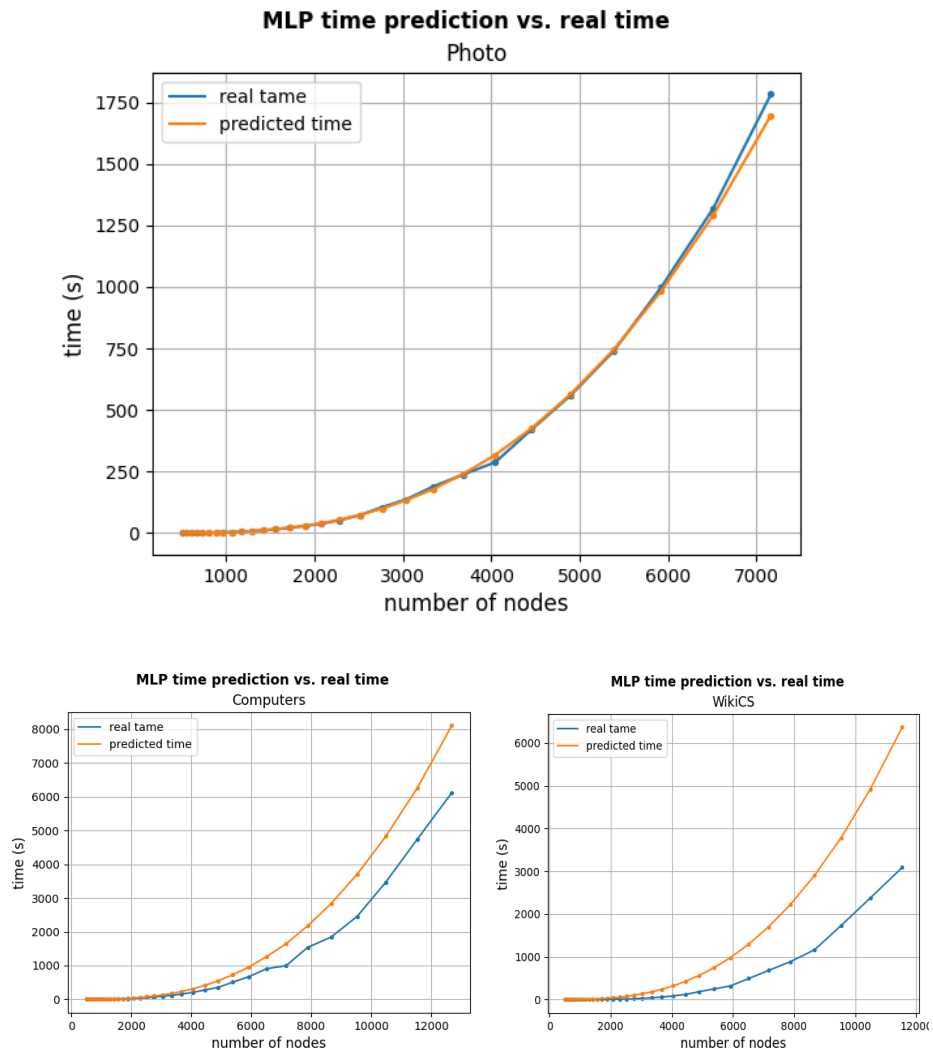 MLP time prediction vs. real time
Photo
real tame
predicted time
1750
1500
1250
1000
750
500
250
0
time (s)
1000 2000 3000 4000 5000 6000 7000
number of nodes
MLP time prediction vs. real time
Computers
real tame
predicted time
8000
7000
6000
5000
4000
3000
2000
1000
0
time (s)
0 2000 4000 6000 8000 10000 12000
number of nodes
MLP time prediction vs. real time
WikiCS
real tame
predicted time
6000
5000
4000
3000
2000
1000
0
time (s)
0 2000 4000 6000 8000 10000 12000
number of nodes